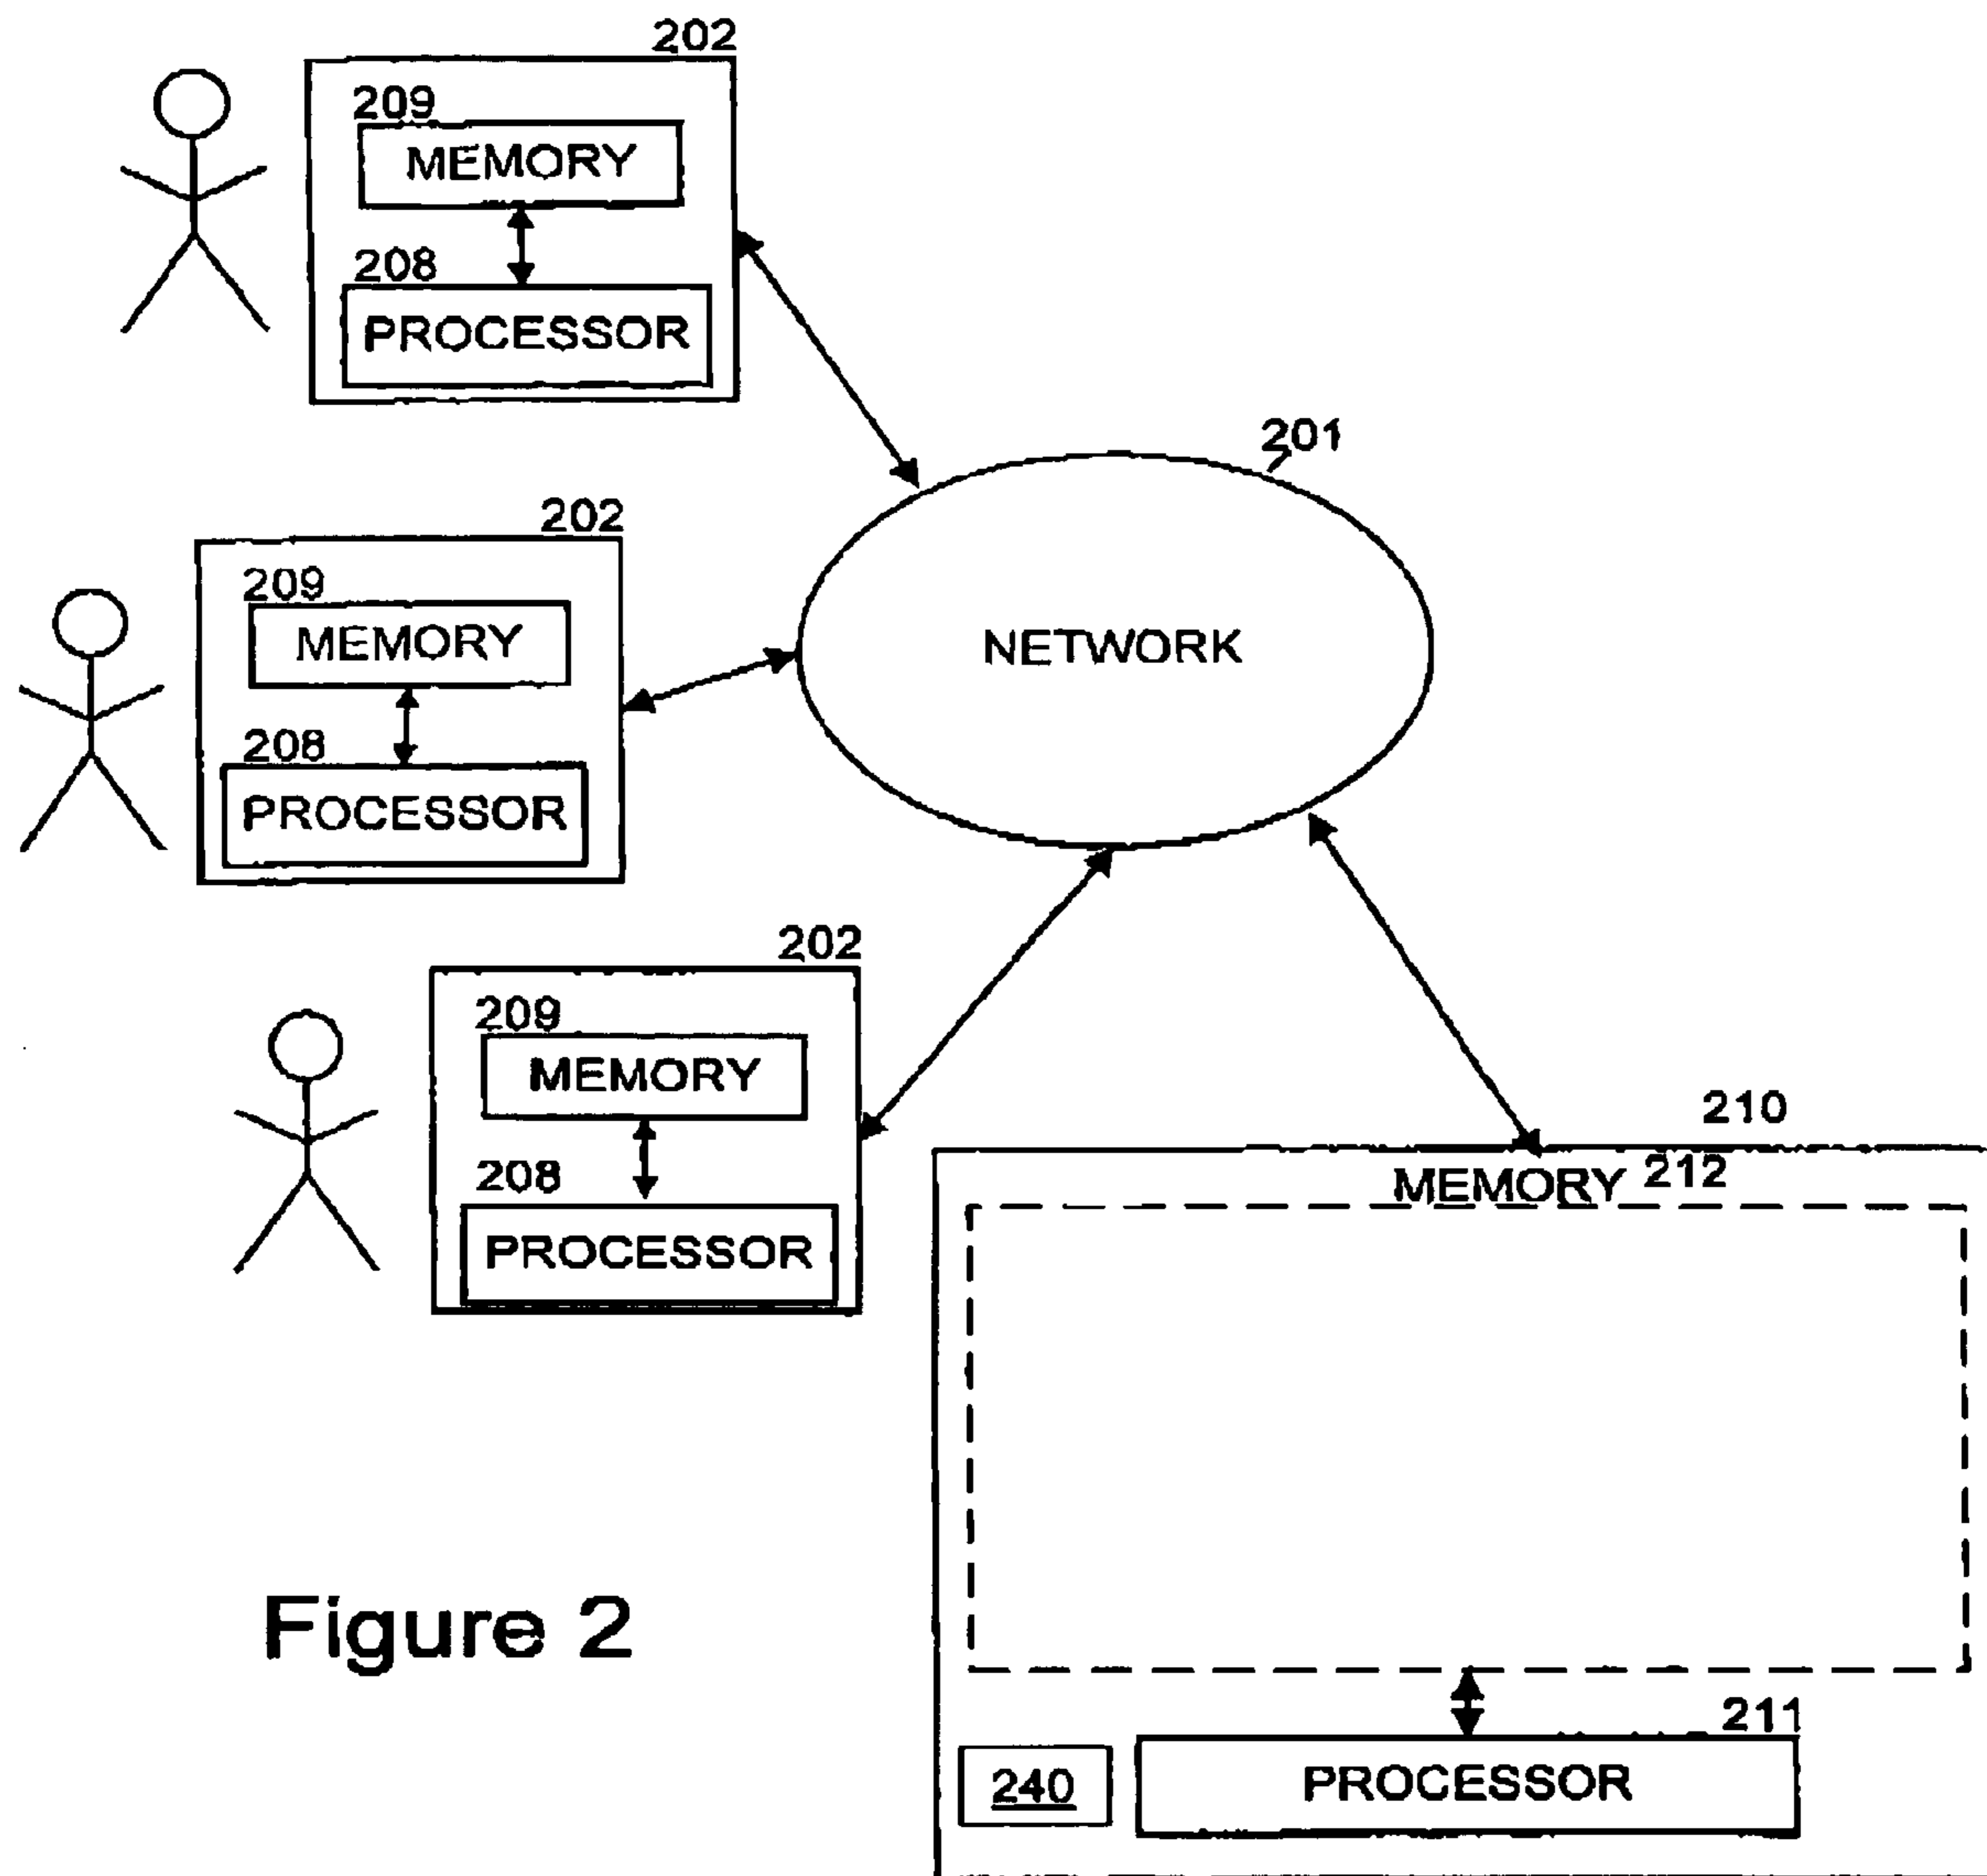 202
209
MEMORY
208
PROCESSOR
201
NETWORK
202
209
MEMORY
208
PROCESSOR
202
209
MEMORY
208
PROCESSOR
210
MEMORY 212
211
240
PROCESSOR
Figure 2